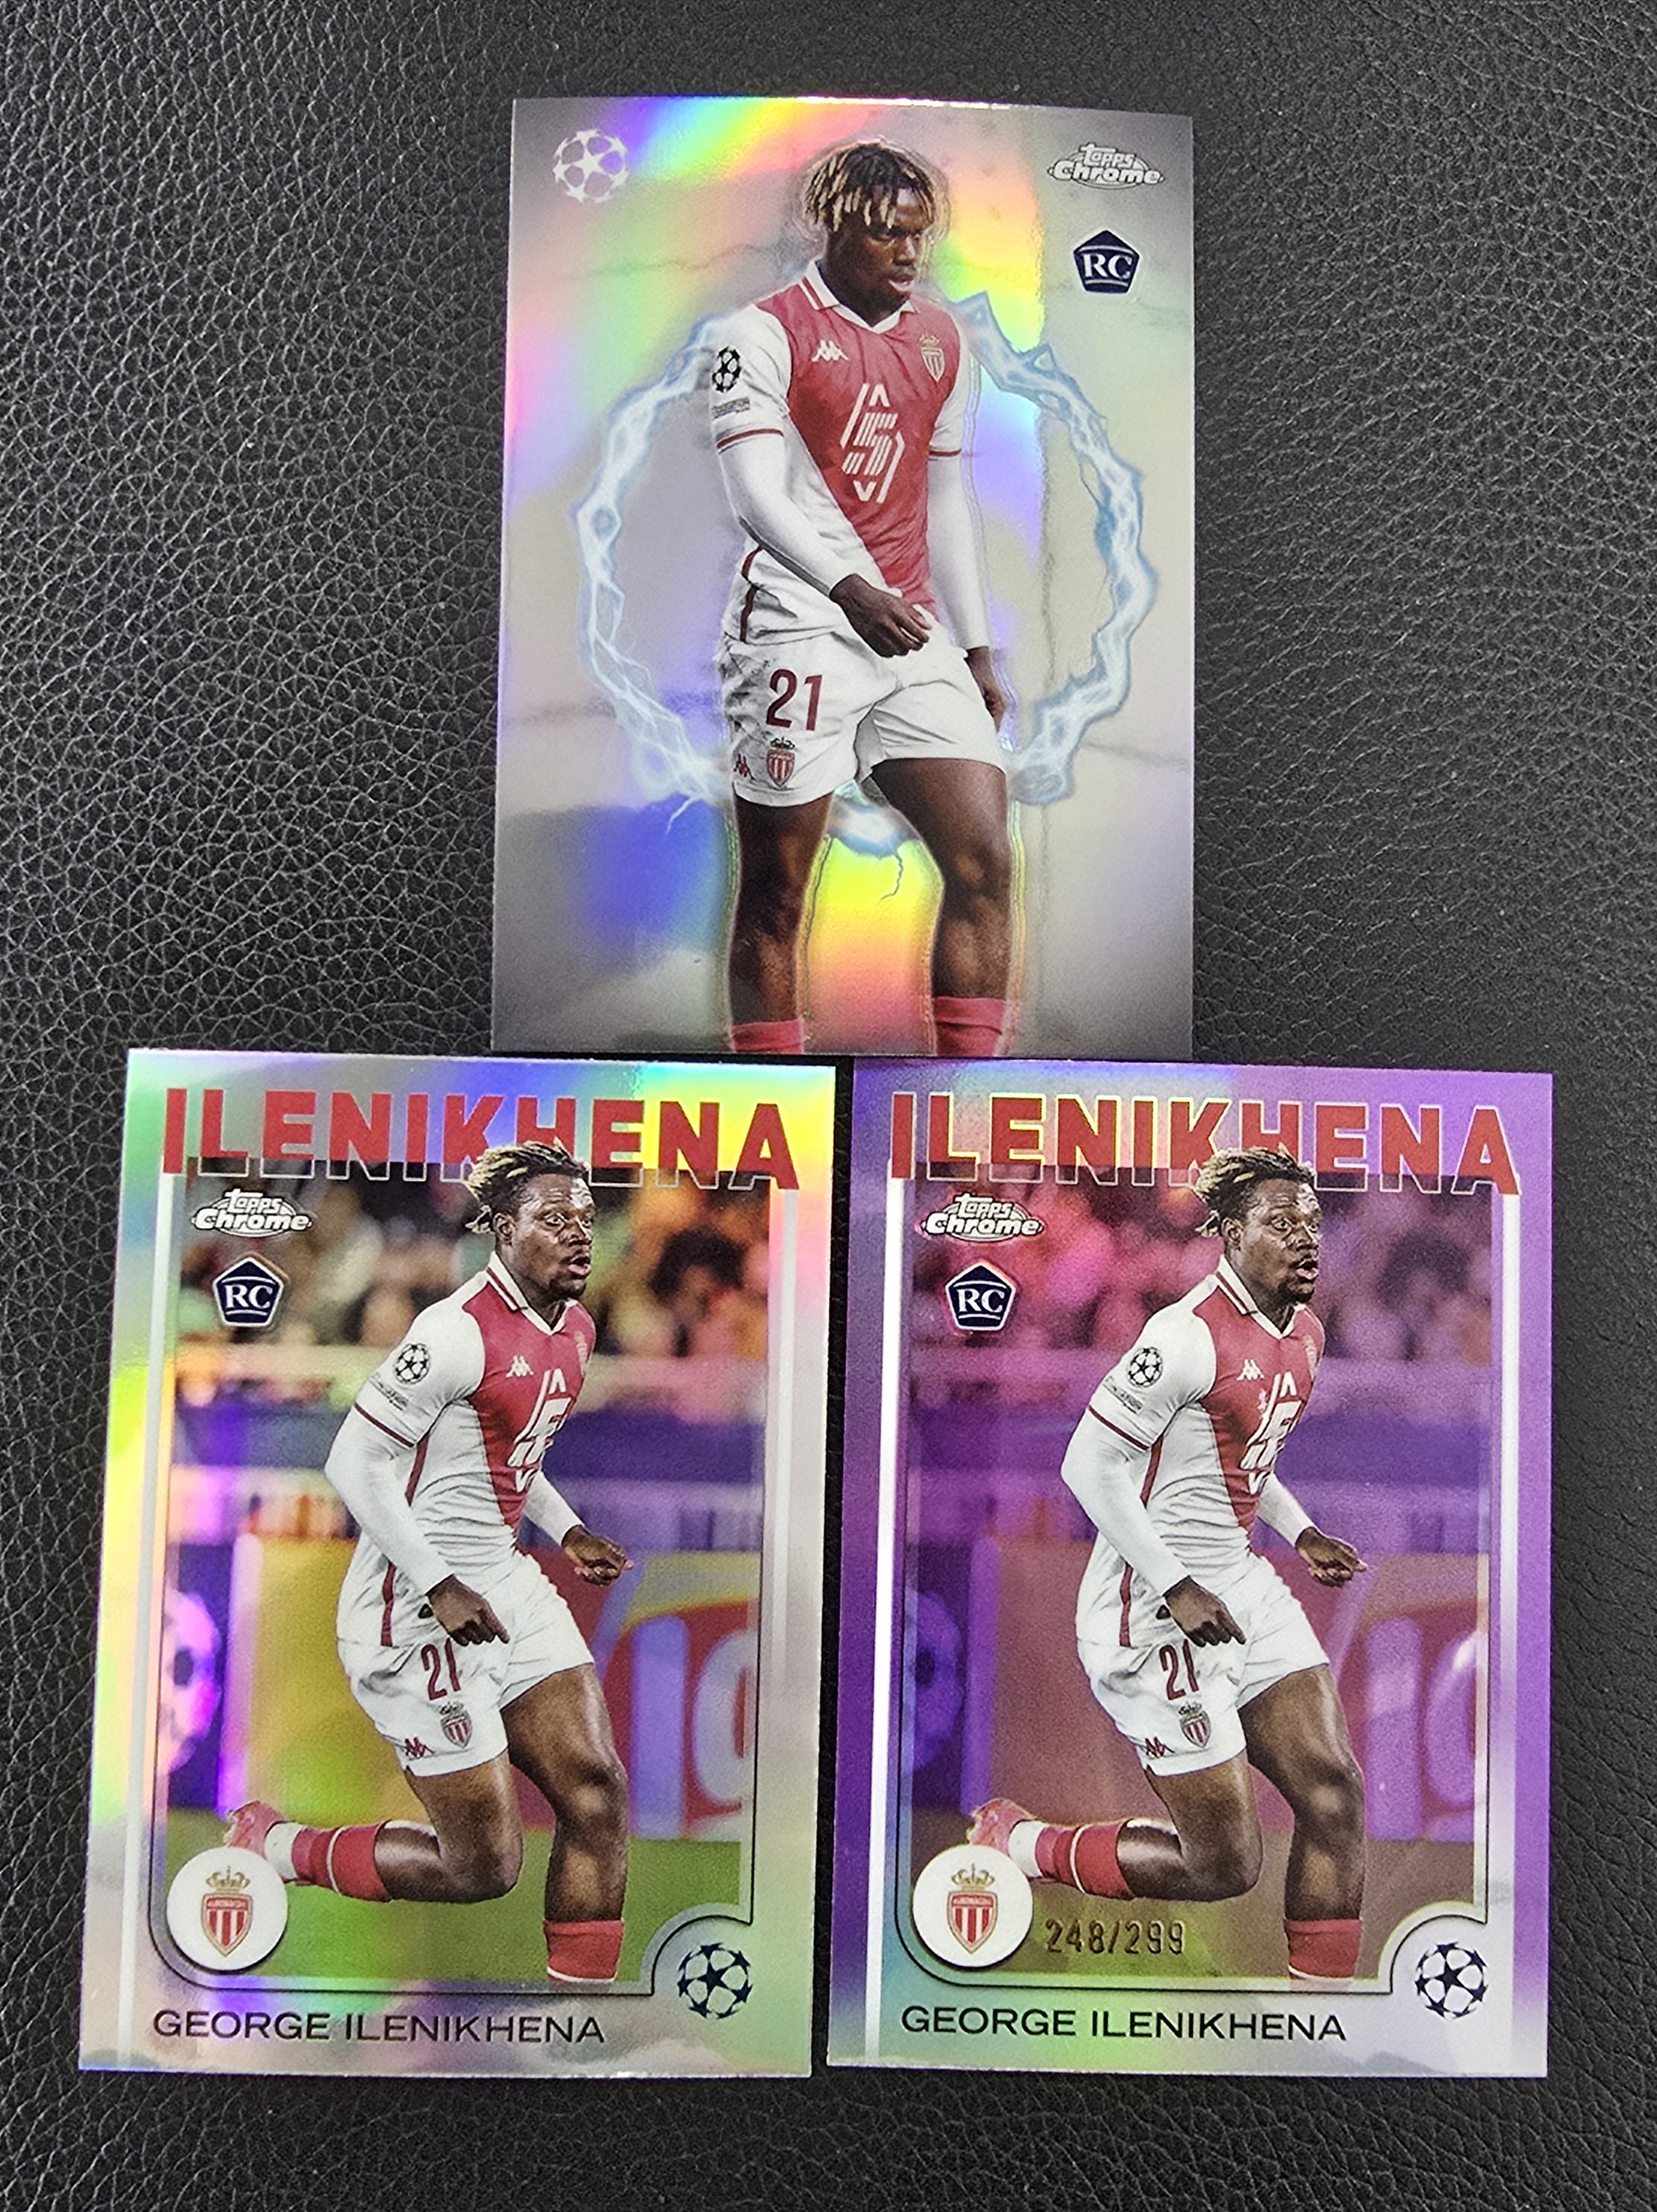 Topps
Chrome
RC
21
ILENIKHENA
Topps
Chrome
RC
21
GEORGE ILENIKHENA
ILENIKHENA
Topps
Chrome
RC
21
248/299
GEORGE ILENIKHENA